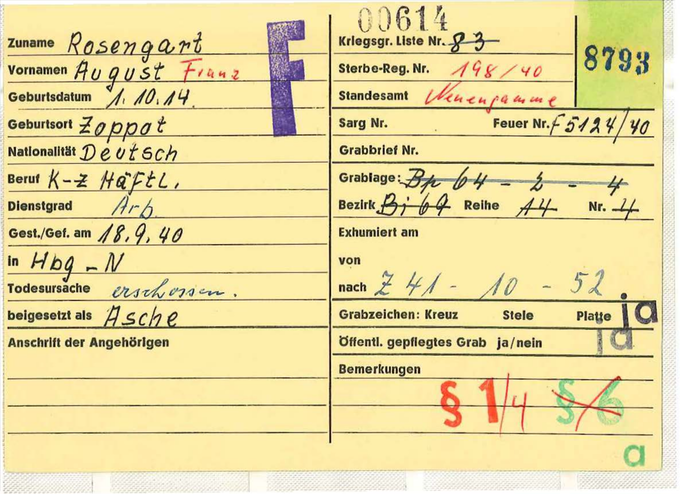 00614
F
8793
Zuname Rosengart
Vornamen August Franz
Geburtsdatum 1.10.14.
Geburtsort Zoppot
Nationalität Deutsch
Beruf K-Z Häftl.
Dienstgrad Arb.
Gest./Gef. am 18.9.40
in Hbg-N
Todesursache erschossen.
beigesetzt als Asche
Anschrift der Angehörigen
Kriegsgr. Liste Nr. 83
Sterbe-Reg. Nr. 198/40
Standesamt Neuengamme
Sarg Nr. Feuer Nr. F5124/40
Grabbrief Nr.
Grablage: Bp 64 - 2 - 4
Bezirk Bi 69 Reihe 14 Nr. 4
Exhumiert am
von
nach Z 41 - 10 - 52
Grabzeichen: Kreuz Stele Platte ja
Öffentl. gepflegtes Grab ja/nein ja
Bemerkungen
§ 1/4 § 6
a